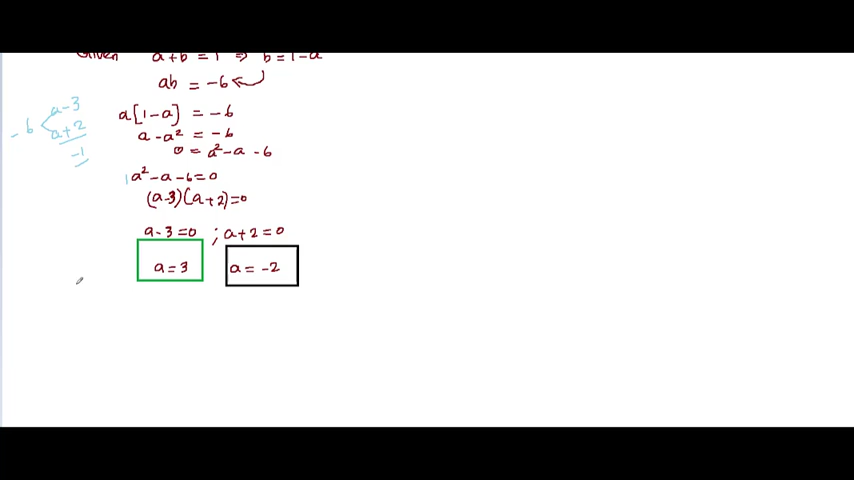 Given a+b = 1 ⇒ b = 1-a
ab = -6
a[1-a] = -6
a - a² = -6
0 = a² - a - 6
a² - a - 6 = 0
(a-3)(a+2) = 0
a-3 = 0 ; a+2 = 0
a = 3 a = -2
-6
a-3
a+2
-1
1